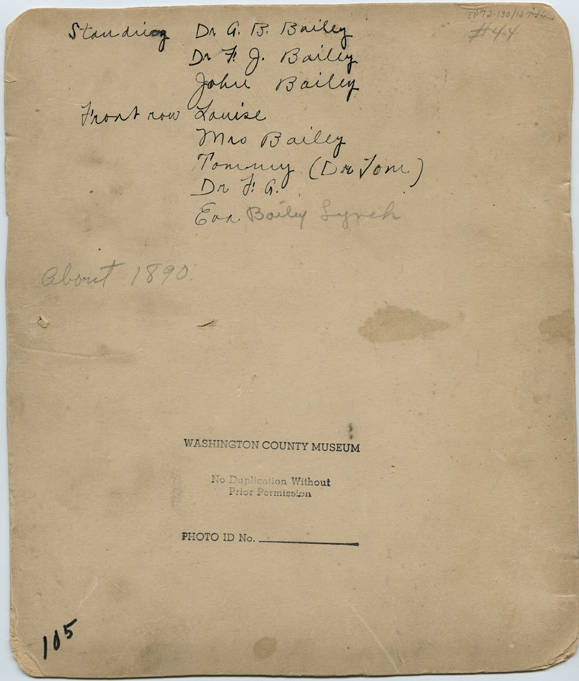 #44
Standing Dr A. B. Bailey
Dr F. J. Bailey
John Bailey
Front row Louise
Mrs Bailey
Tommy (Dr Tom)
Dr F. A.
Eva Baily Lynch
About 1890.
WASHINGTON COUNTY MUSEUM
No Duplication Without
Prior Permission
PHOTO ID No.
105